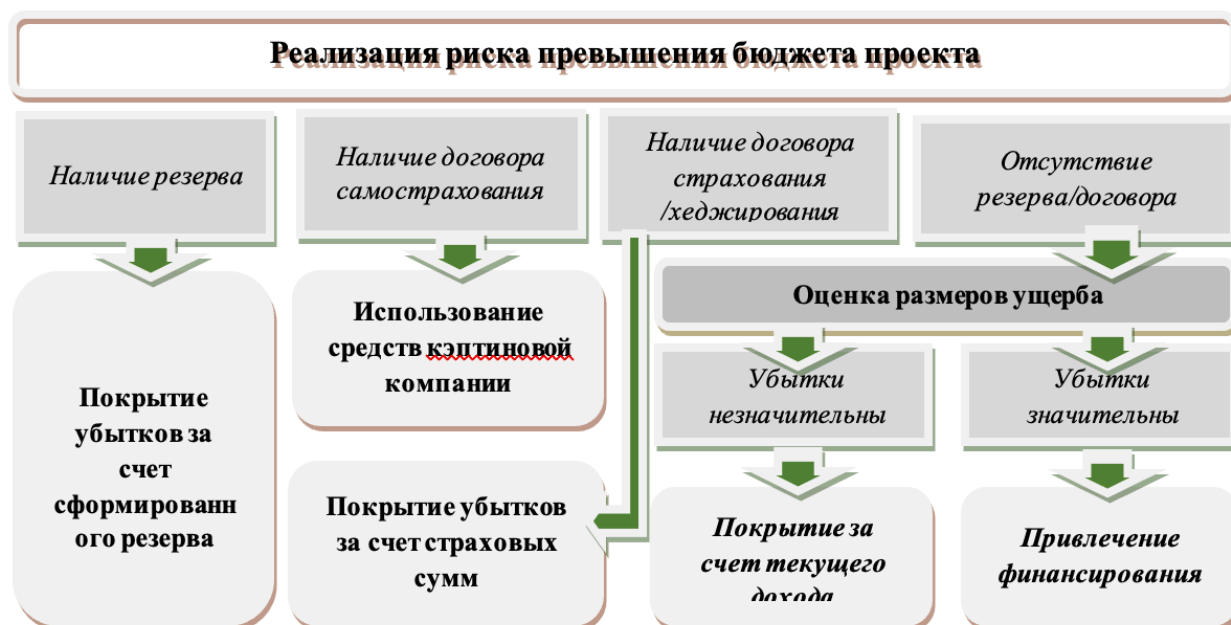 Реализация риска превышения бюджета проекта
Наличие резерва
Наличие договора
самострахования
Наличие договора
страхования
/хеджирования
Отсутствие
резерва/договора
Покрытие
убытков за
счет
сформированн
ого резерва
Использование
средств кэптиновой
компании
Покрытие убытков
за счет страховых
сумм
Оценка размеров ущерба
Убытки
незначительны
Убытки
значительны
Покрытие за
счет текущего
дохода
Привлечение
финансирования